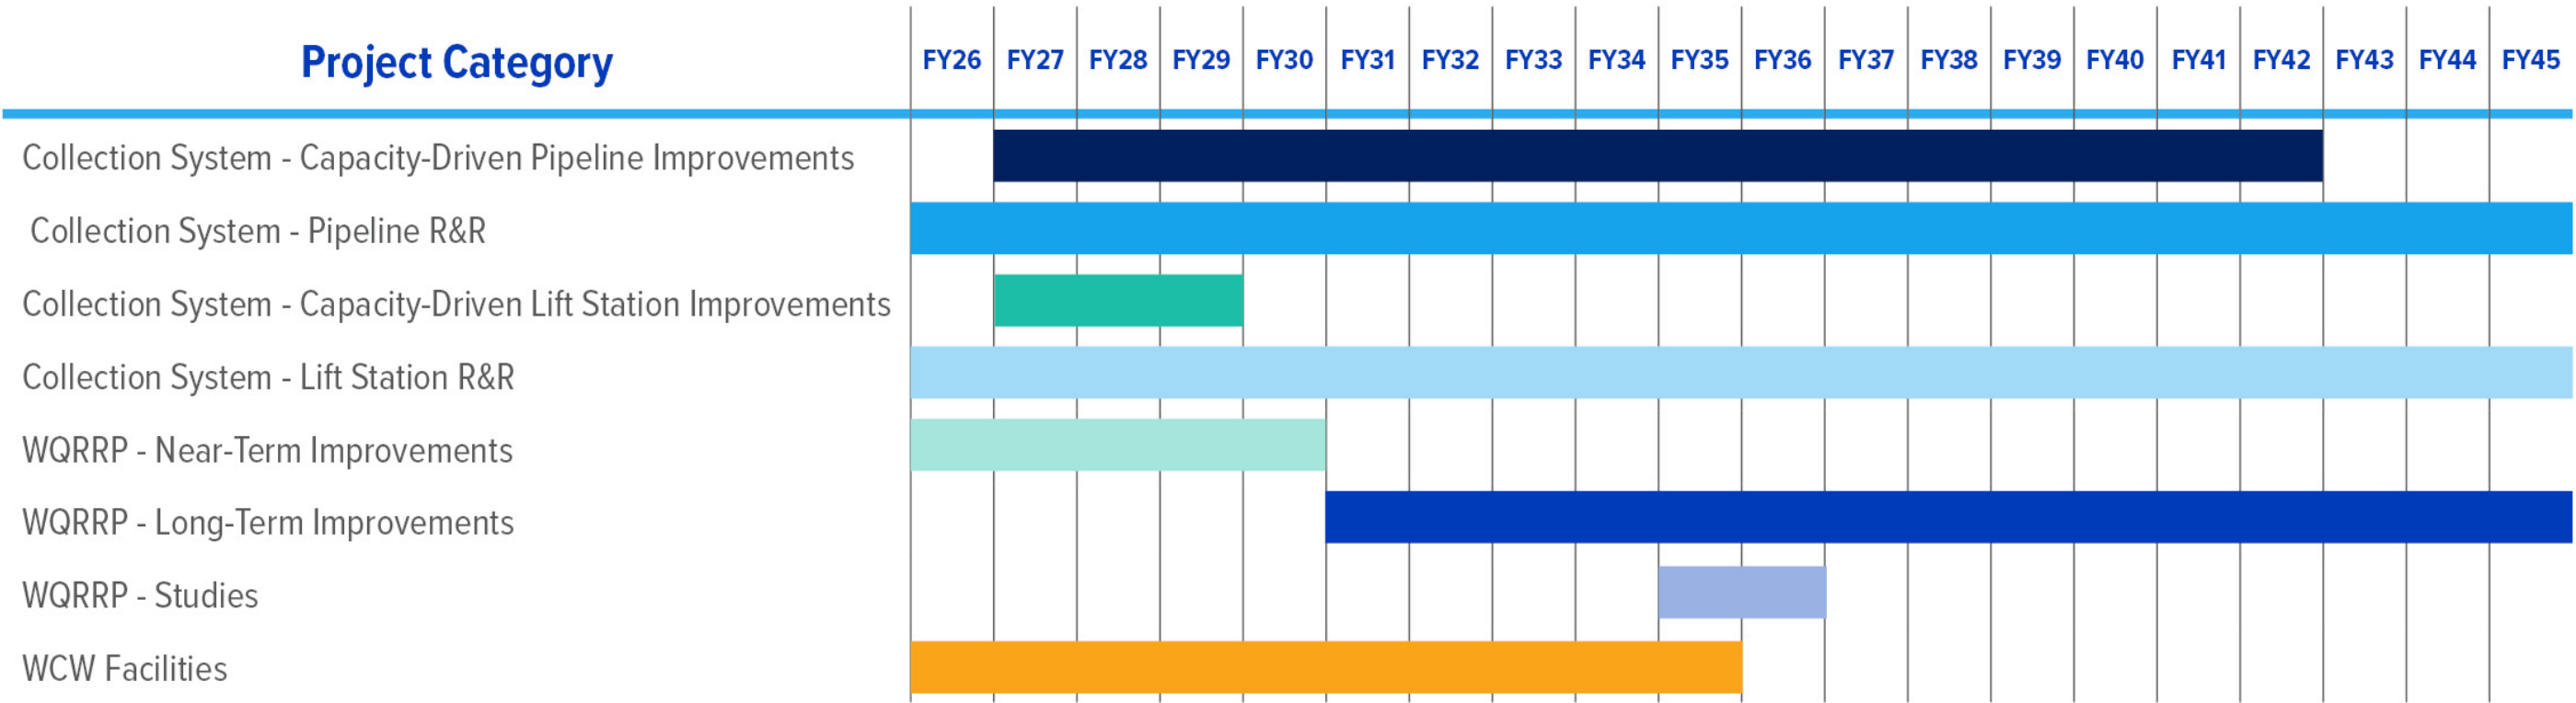 Project Category FY26 FY27 FY28 FY29 FY30 FY31 FY32 FY33 FY34 FY35 FY36 FY37 FY38 FY39 FY40 FY41 FY42 FY43 FY44 FY45
Collection System - Capacity-Driven Pipeline Improvements
Collection System - Pipeline R&R
Collection System - Capacity-Driven Lift Station Improvements
Collection System - Lift Station R&R
WQRRP - Near-Term Improvements
WQRRP - Long-Term Improvements
WQRRP - Studies
WCW Facilities